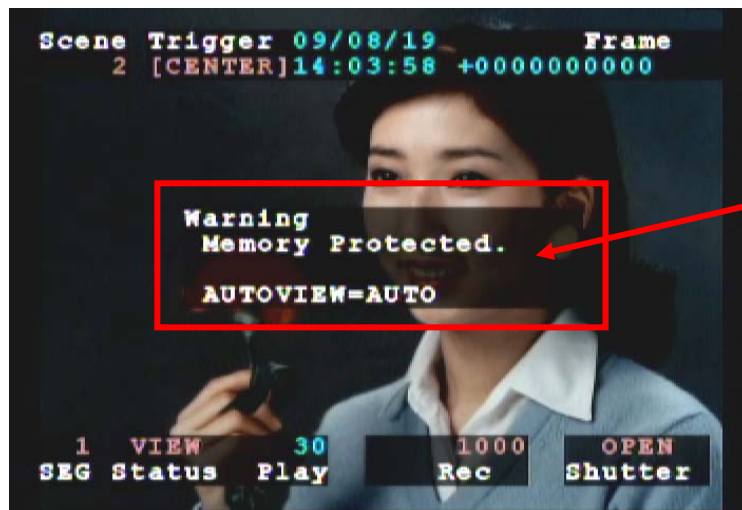 Scene Trigger 09/08/19 Frame
2 [CENTER]14:03:58 +0000000000
Warning
Memory Protected.
AUTOVIEW=AUTO
1 VIEW 30 1000 OPEN
SEG Status Play Rec Shutter